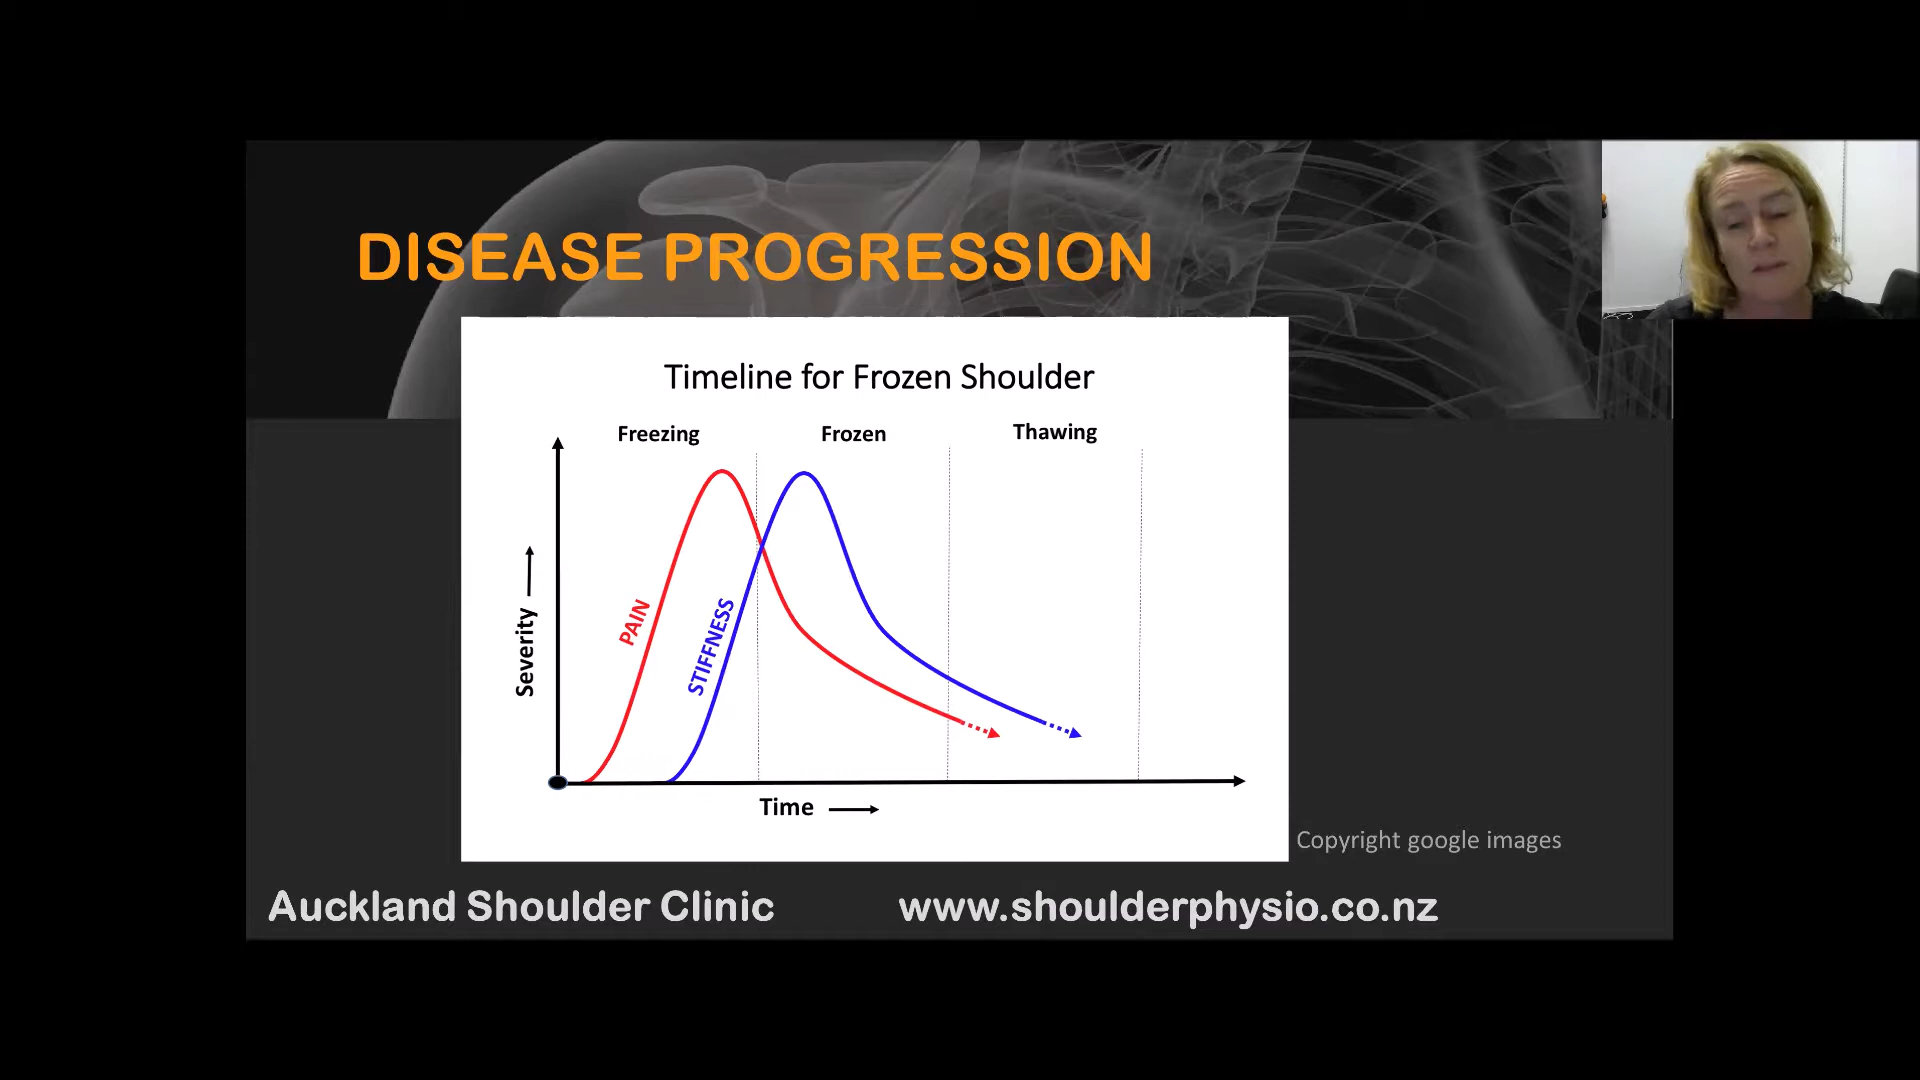 DISEASE PROGRESSION
Timeline for Frozen Shoulder
Freezing
Frozen
Thawing
PAIN
STIFFNESS
Severity
Time
Copyright google images
Auckland Shoulder Clinic
www.shoulderphysio.co.nz